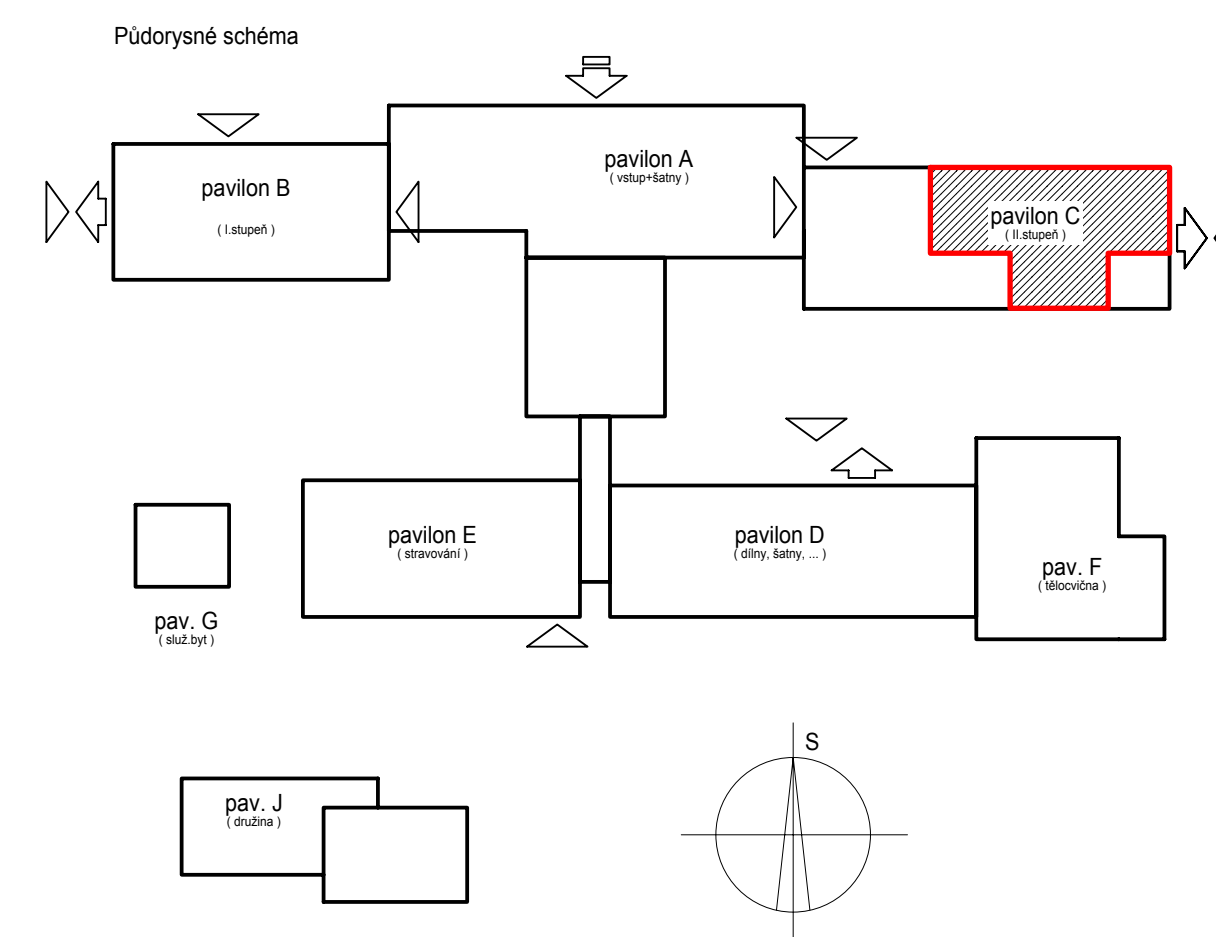 Půdorysné schéma
pavilon A
( vstup+šatny )
pavilon B
( I.stupeň )
pavilon C
( II.stupeň )
pavilon E
( stravování )
pavilon D
( dílny, šatny, ... )
pav. F
( tělocvična )
pav. G
( služ.byt )
S
pav. J
( družina )